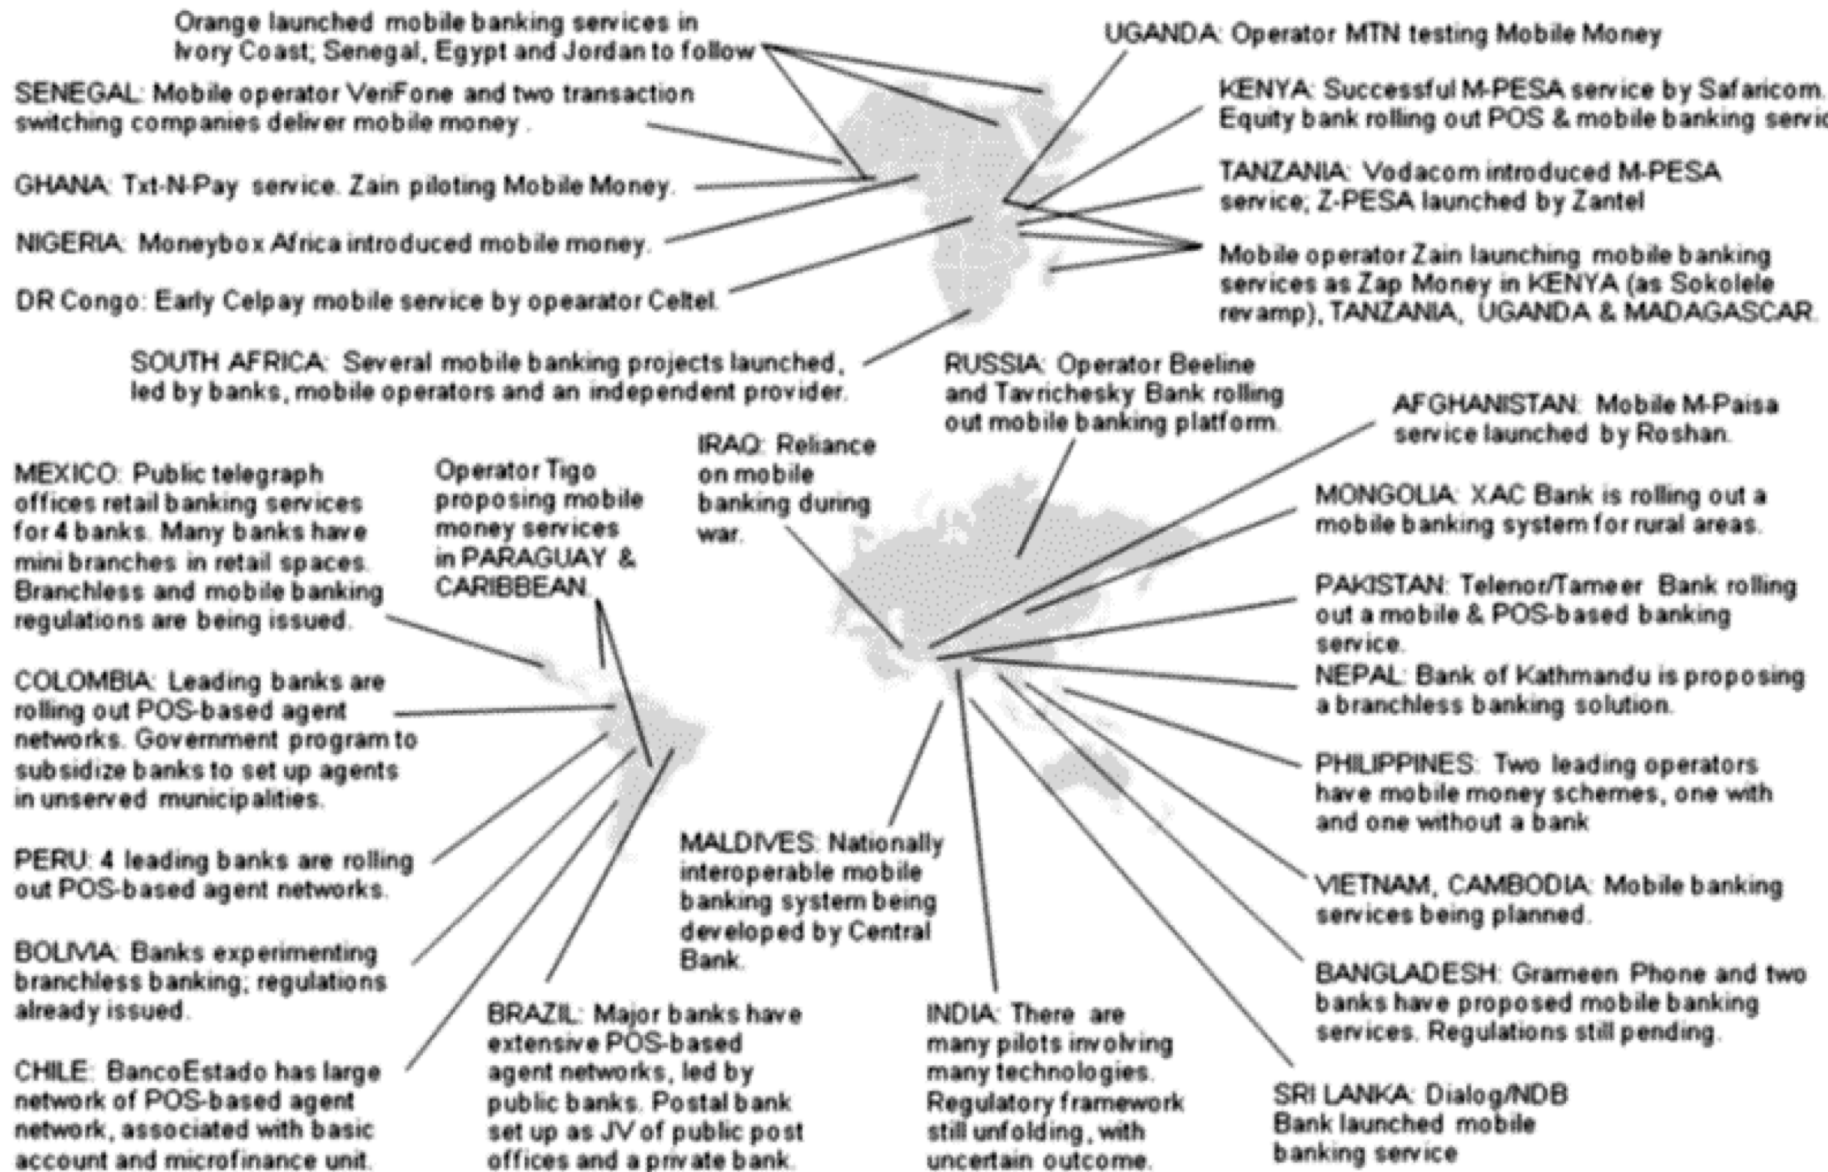 Orange launched mobile banking services in
Ivory Coast; Senegal, Egypt and Jordan to follow
SENEGAL: Mobile operator VeriFone and two transaction
switching companies deliver mobile money .
GHANA: Txt-N-Pay service. Zain piloting Mobile Money.
NIGERIA: Moneybox Africa introduced mobile money.
DR Congo: Early Celpay mobile service by opearator Celtel.
SOUTH AFRICA: Several mobile banking projects launched,
led by banks, mobile operators and an independent provider.
UGANDA: Operator MTN testing Mobile Money
KENYA: Successful M-PESA service by Safaricom.
Equity bank rolling out POS & mobile banking servic
TANZANIA: Vodacom introduced M-PESA
service; Z-PESA launched by Zantel
Mobile operator Zain launching mobile banking
services as Zap Money in KENYA (as Sokolele
revamp), TANZANIA, UGANDA & MADAGASCAR.
MEXICO: Public telegraph
offices retail banking services
for 4 banks. Many banks have
mini branches in retail spaces.
Branchless and mobile banking
regulations are being issued.
COLOMBIA: Leading banks are
rolling out POS-based agent
networks. Government program to
subsidize banks to set up agents
in unserved municipalities.
PERU: 4 leading banks are rolling
out POS-based agent networks.
BOLIVIA: Banks experimenting
branchless banking; regulations
already issued.
CHILE: BancoEstado has large
network of POS-based agent
network, associated with basic
account and microfinance unit.
Operator Tigo
proposing mobile
money services
in PARAGUAY &
CARIBBEAN.
BRAZIL: Major banks have
extensive POS-based
agent networks, led by
public banks. Postal bank
set up as JV of public post
offices and a private bank.
IRAQ: Reliance
on mobile
banking during
war.
MALDIVES: Nationally
interoperable mobile
banking system being
developed by Central
Bank.
RUSSIA: Operator Beeline
and Tavrichesky Bank rolling
out mobile banking platform.
INDIA: There are
many pilots involving
many technologies.
Regulatory framework
still unfolding, with
uncertain outcome.
AFGHANISTAN: Mobile M-Paisa
service launched by Roshan.
MONGOLIA: XAC Bank is rolling out a
mobile banking system for rural areas.
PAKISTAN: Telenor/Tameer Bank rolling
out a mobile & POS-based banking
service.
NEPAL: Bank of Kathmandu is proposing
a branchless banking solution.
PHILIPPINES: Two leading operators
have mobile money schemes, one with
and one without a bank
VIETNAM, CAMBODIA: Mobile banking
services being planned.
BANGLADESH: Grameen Phone and two
banks have proposed mobile banking
services. Regulations still pending.
SRI LANKA: Dialog/NDB
Bank launched mobile
banking service